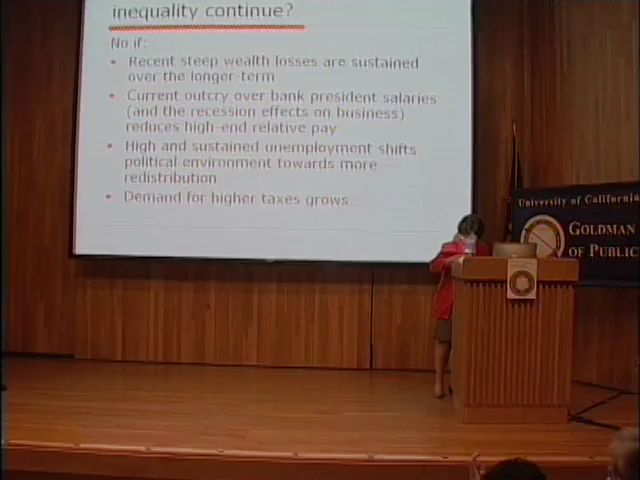 inequality continue?
No if:
Recent steep wealth losses are sustained
over the longer-term
Current outcry over bank president salaries
(and the recession effects on business)
reduces high-end relative pay
High and sustained unemployment shifts
political environment towards more
redistribution
Demand for higher taxes grows
University of California
GOLDMAN
OF PUBLIC